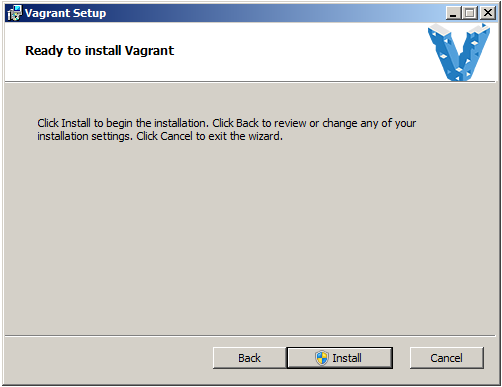 Vagrant Setup
Ready to install Vagrant
Click Install to begin the installation. Click Back to review or change any of your
installation settings. Click Cancel to exit the wizard.
Back
Install
Cancel